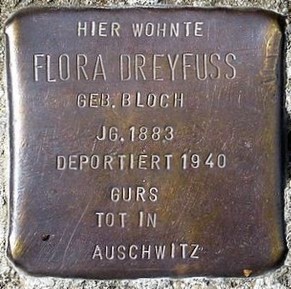 HIER WOHNTE
FLORA DREYFUSS
GEB. BLOCH
JG. 1883
DEPORTIERT 1940
GURS
TOT IN
AUSCHWITZ